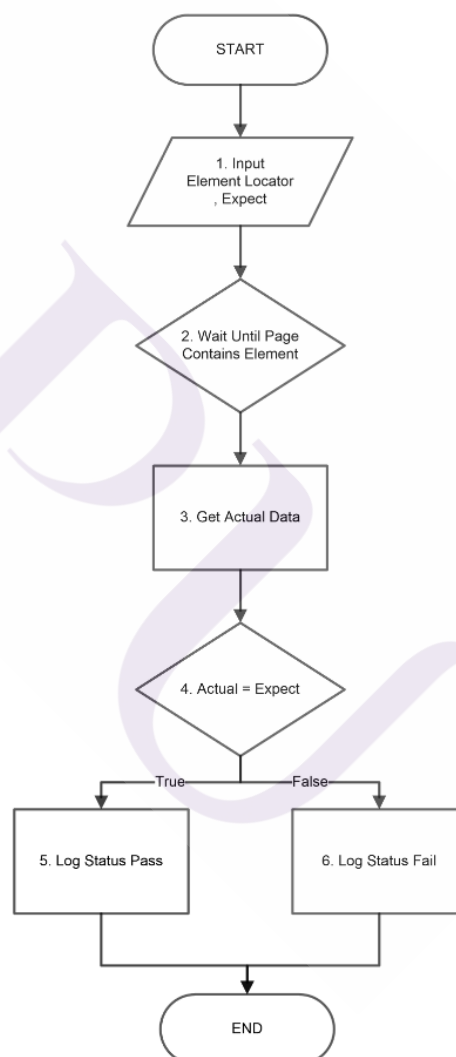 START
1. Input
Element Locator
, Expect
2. Wait Until Page
Contains Element
3. Get Actual Data
4. Actual = Expect
True
False
5. Log Status Pass
6. Log Status Fail
END